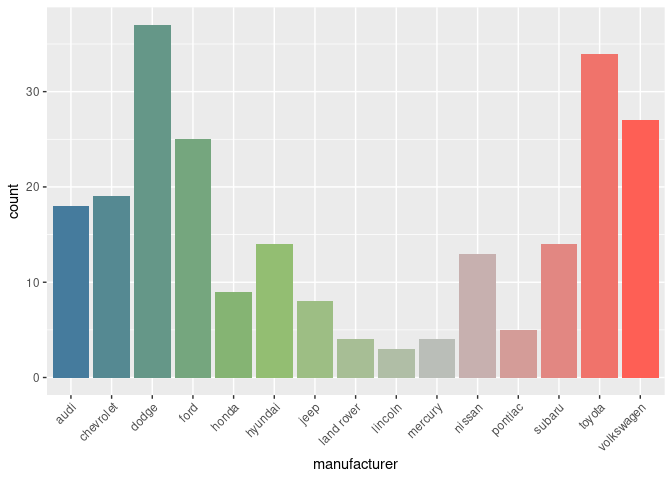 count
30
20
10
0
audi
chevrolet
dodge
ford
honda
hyundai
jeep
land rover
lincoln
mercury
nissan
pontiac
subaru
toyota
volkswagen
manufacturer